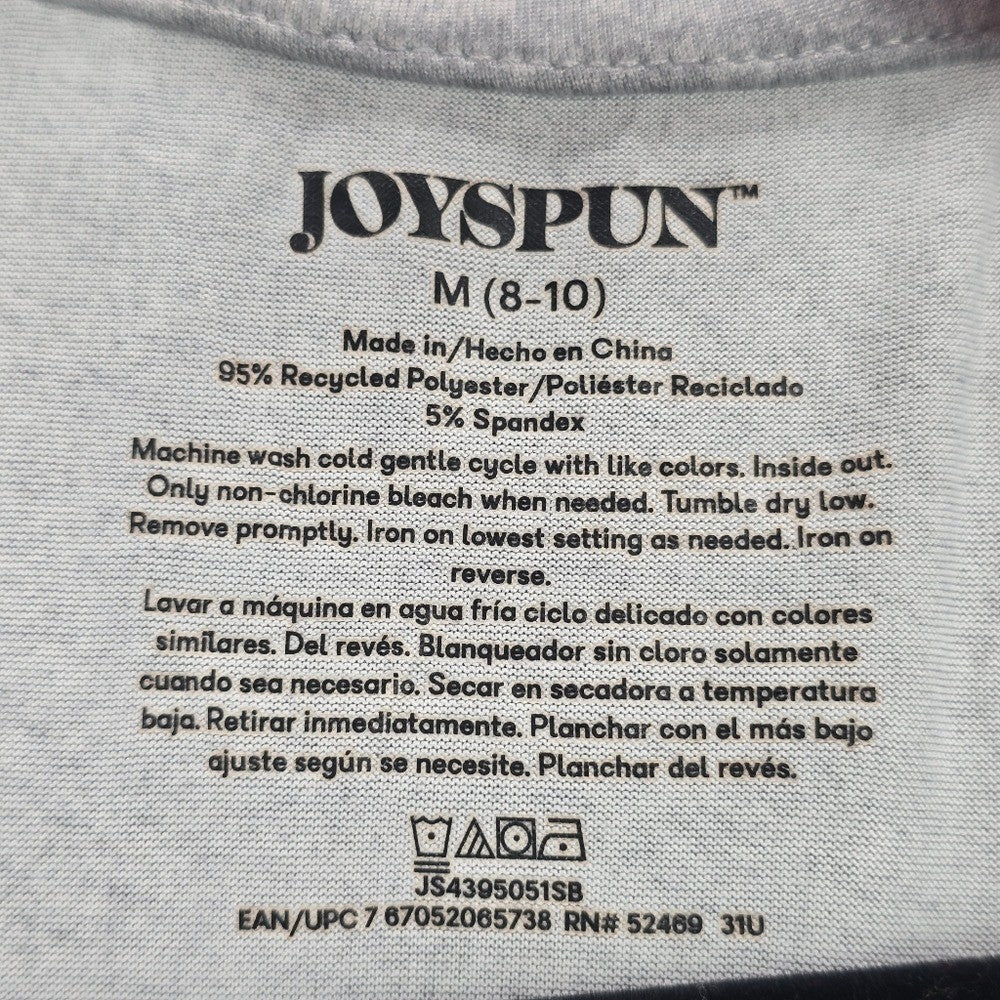 JOYSPUN™
M (8-10)
Made in/Hecho en China
95% Recycled Polyester/Poliéster Reciclado
5% Spandex
Machine wash cold gentle cycle with like colors. Inside out.
Only non-chlorine bleach when needed. Tumble dry low.
Remove promptly. Iron on lowest setting as needed. Iron on
reverse.
Lavar a máquina en agua fría ciclo delicado con colores
similares. Del revés. Blanqueador sin cloro solamente
cuando sea necesario. Secar en secadora a temperatura
baja. Retirar inmediatamente. Planchar con el más bajo
ajuste según se necesite. Planchar del revés.
JS4395051SB
EAN/UPC 7 67052065738 RN# 52469 31U